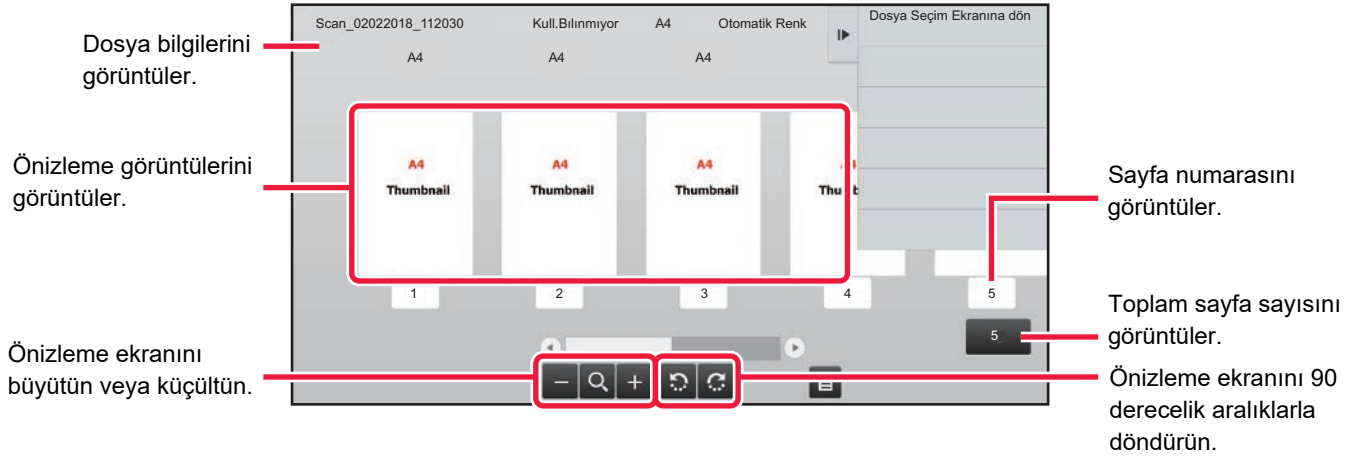 Scan_02022018_112030 Kull.Bılınmıyor A4 Otomatik Renk
Dosya Seçim Ekranına dön
A4 A4 A4
Dosya bilgilerini
görüntüler.
Önizleme görüntülerini
görüntüler.
A4 A4 A4
Thumbnail Thumbnail Thumbnail
1 2 3 4 5
5
Sayfa numarasını
görüntüler.
Toplam sayfa sayısını
görüntüler.
Önizleme ekranını
büyütün veya küçültün.
Önizleme ekranını 90
derecelik aralıklarla
döndürün.